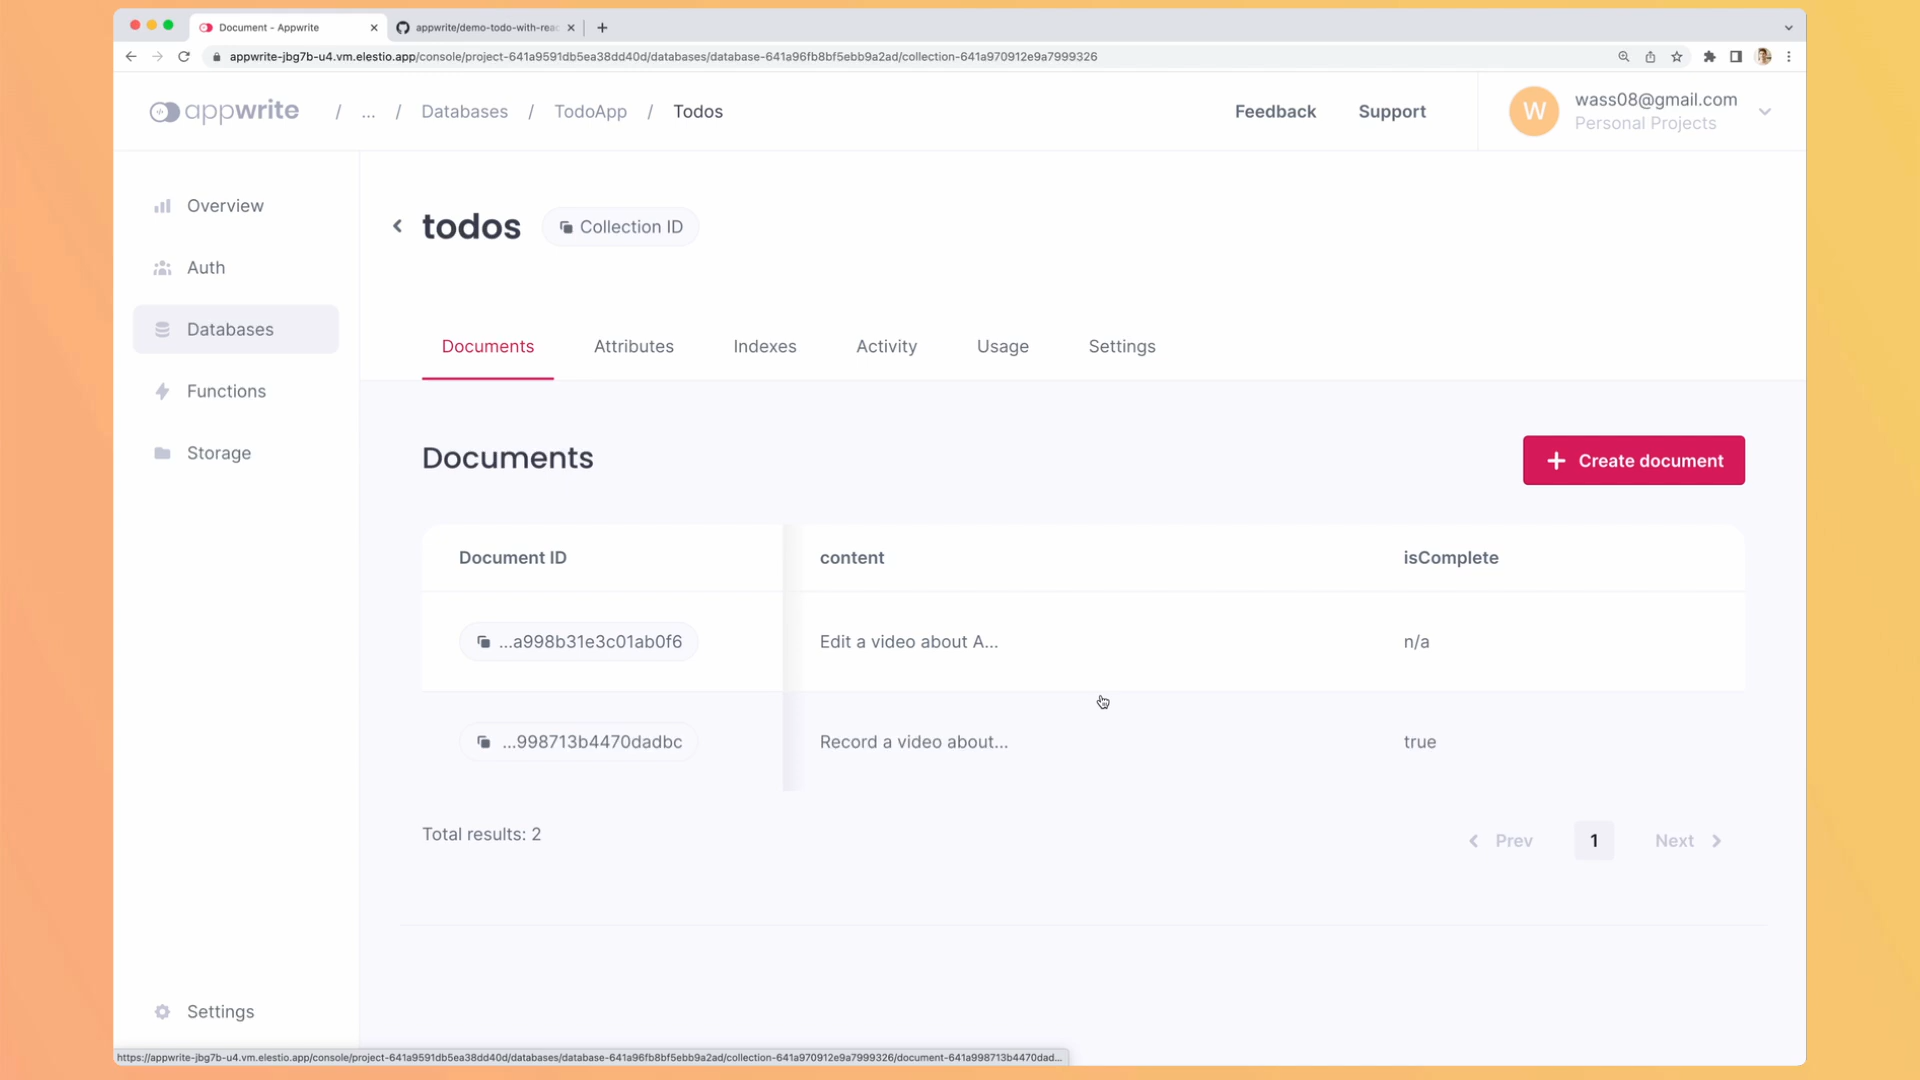 Document - Appwrite
appwrite/demo-todo-with-reac
appwrite-jbg7b-u4.vm.elestio.app/console/project-641a9591db5ea38dd40d/databases/database-641a96fb8bf5ebb9a2ad/collection-641a970912e9a7999326
appwrite / ... / Databases / TodoApp / Todos
Feedback Support
W
wass08@gmail.com
Personal Projects
Overview
Auth
Databases
Functions
Storage
Settings
todos Collection ID
Documents Attributes Indexes Activity Usage Settings
Documents
Create document
Document ID content isComplete
...a998b31e3c01ab0f6 Edit a video about A... n/a
...998713b4470dadbc Record a video about... true
Total results: 2
Prev 1 Next
https://appwrite-jbg7b-u4.vm.elestio.app/console/project-641a9591db5ea38dd40d/databases/database-641a96fb8bf5ebb9a2ad/collection-641a970912e9a7999326/document-641a998713b4470dad...